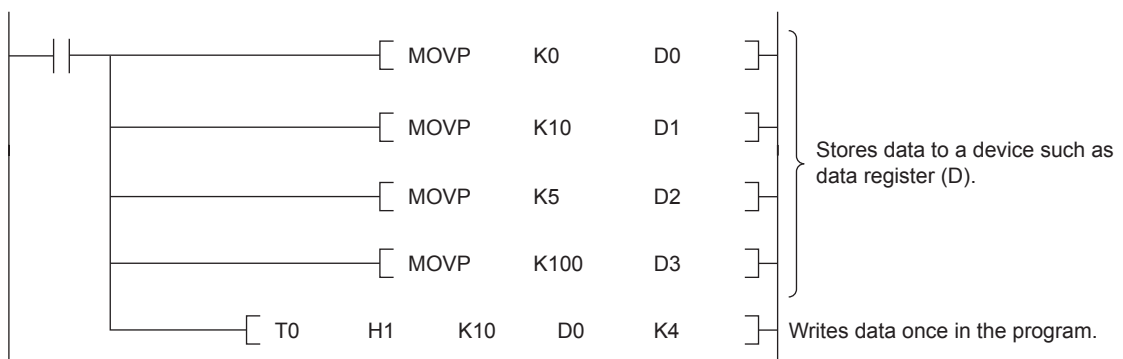 MOVP K0 D0
MOVP K10 D1
Stores data to a device such as
data register (D).
MOVP K5 D2
MOVP K100 D3
T0 H1 K10 D0 K4 Writes data once in the program.